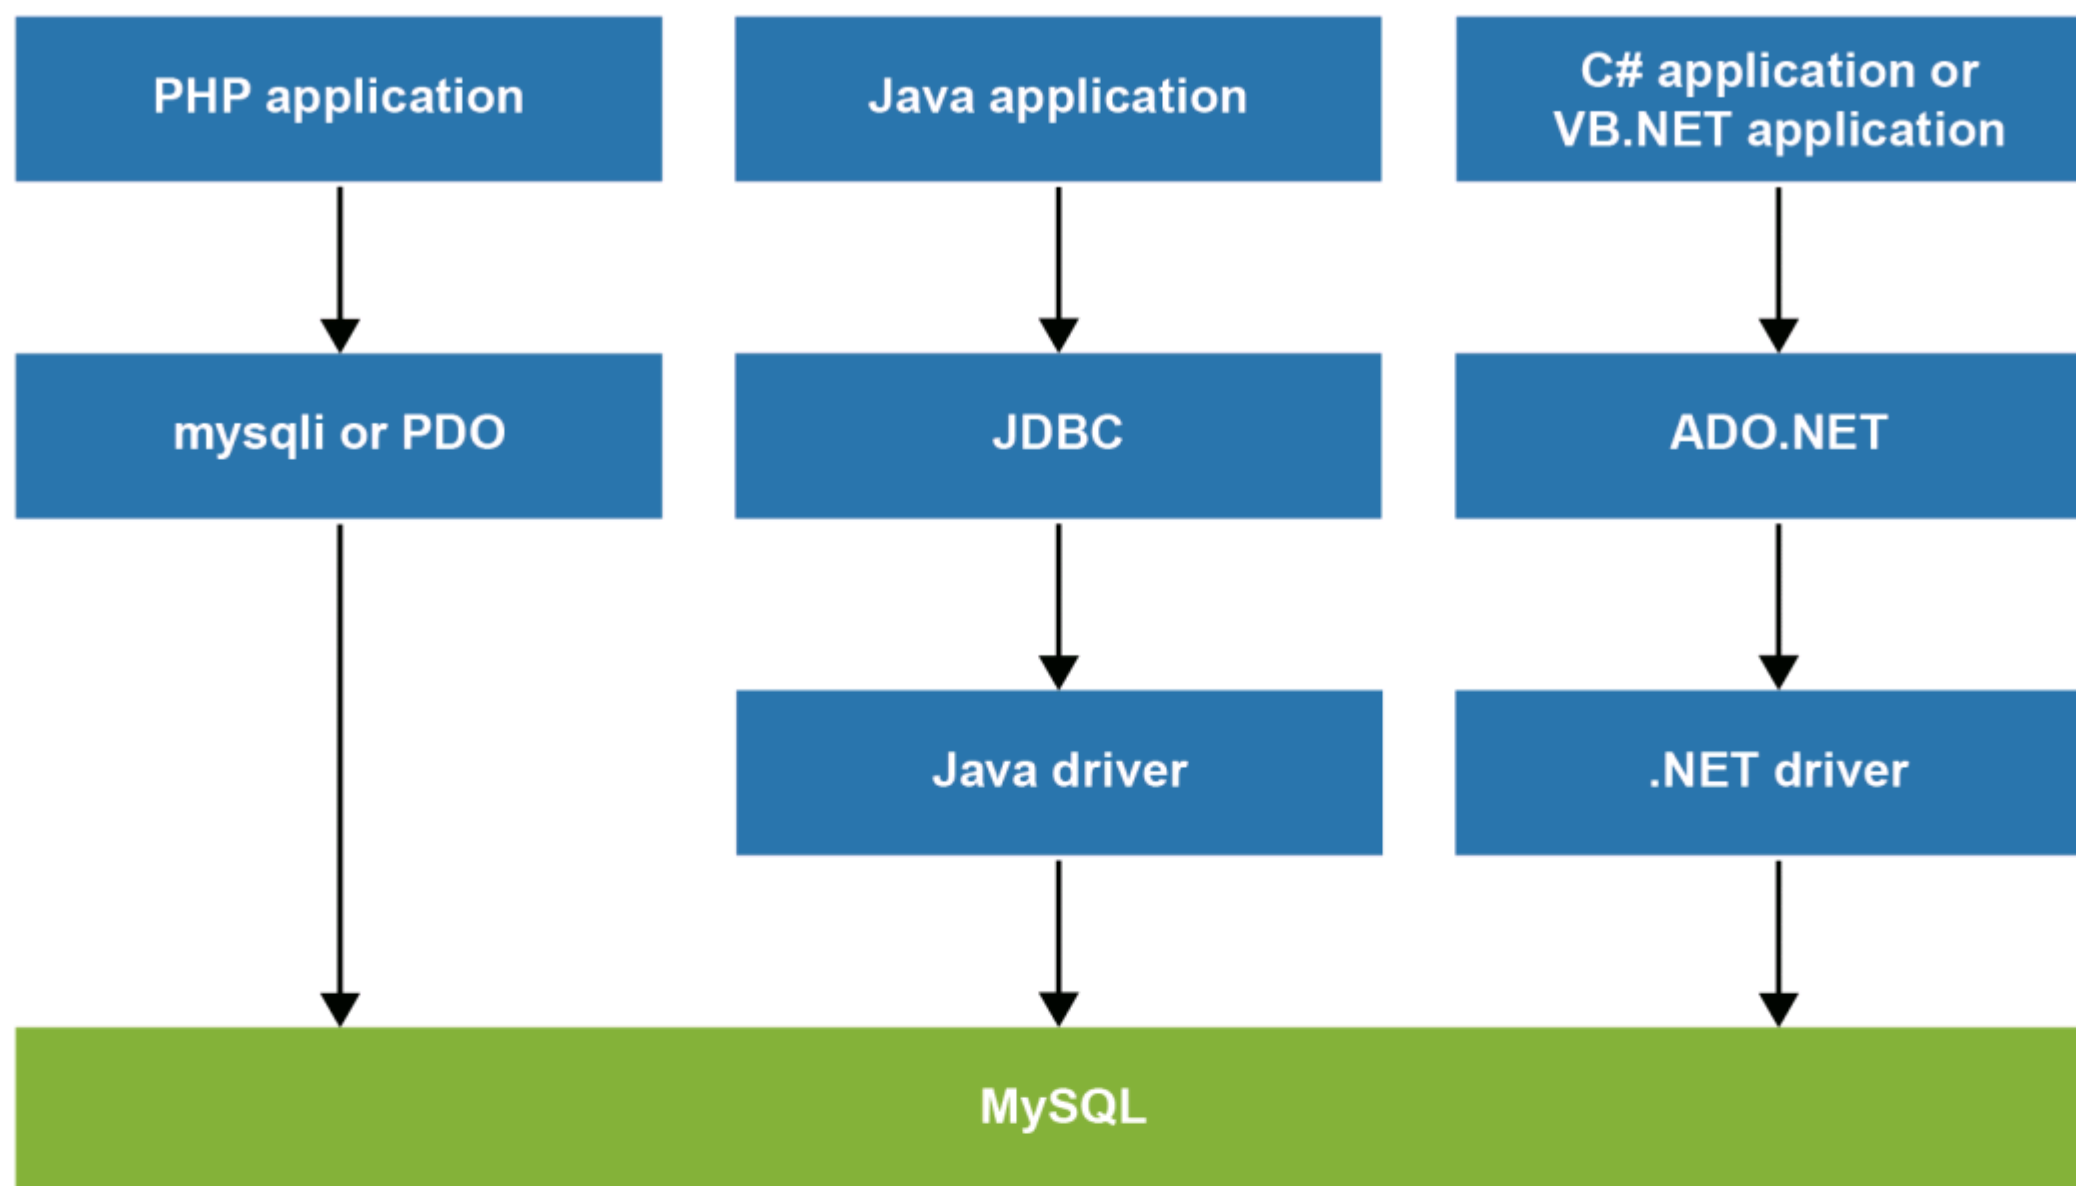 PHP application
Java application
C# application or
VB.NET application
mysqli or PDO
JDBC
ADO.NET
Java driver
.NET driver
MySQL